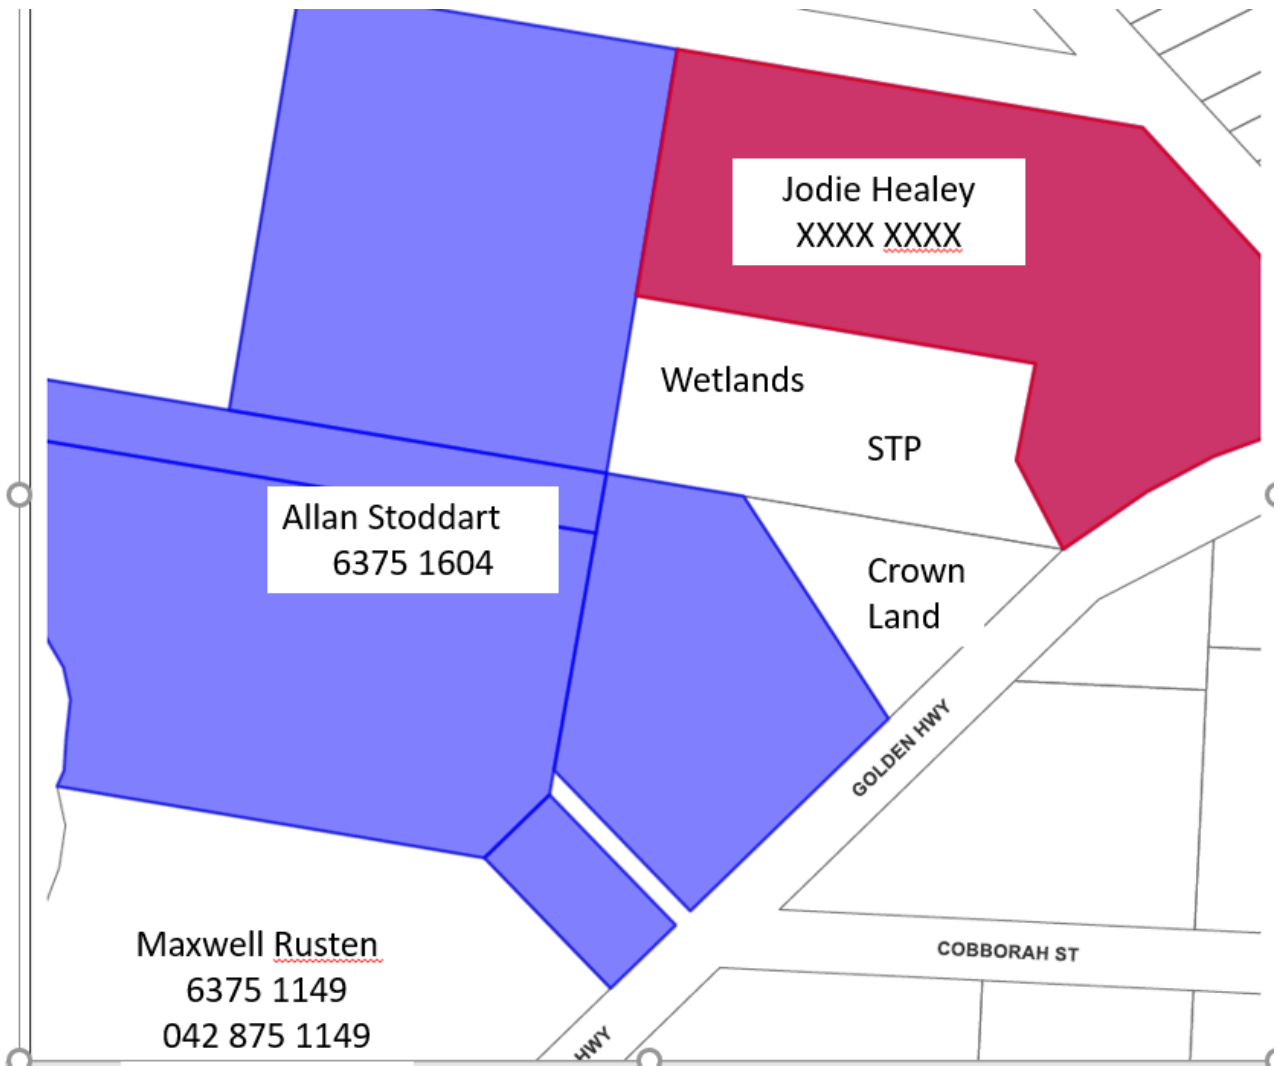 Jodie Healey
XXXX XXXX
Wetlands
STP
Allan Stoddart
6375 1604
Crown
Land
GOLDEN HWY
Maxwell Rusten
6375 1149
042 875 1149
COBBORAH ST
HWY